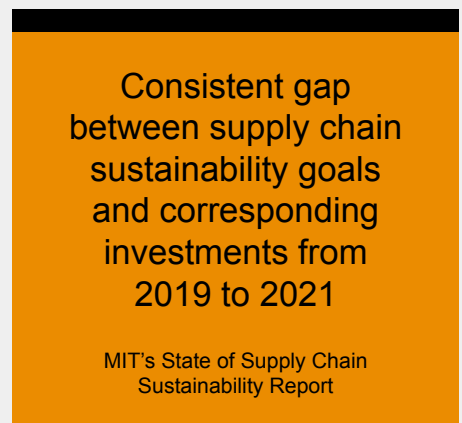 Consistent gap
between supply chain
sustainability goals
and corresponding
investments from
2019 to 2021
MIT’s State of Supply Chain
Sustainability Report